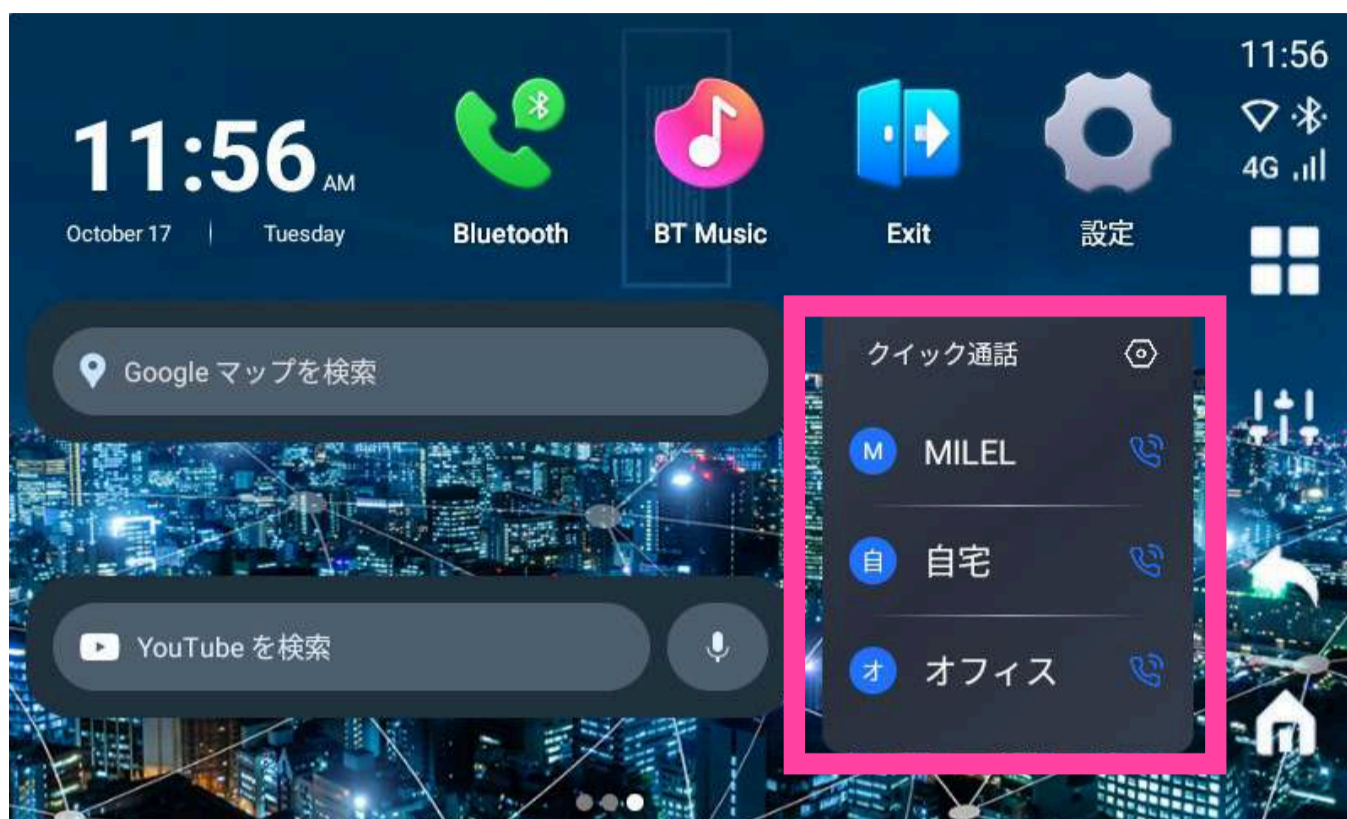 11:56 AM
October 17 | Tuesday
Bluetooth
BT Music
Exit
設定
11:56
4G
Google マップを検索
YouTube を検索
クイック通話
M MILEL
自 自宅
オ オフィス